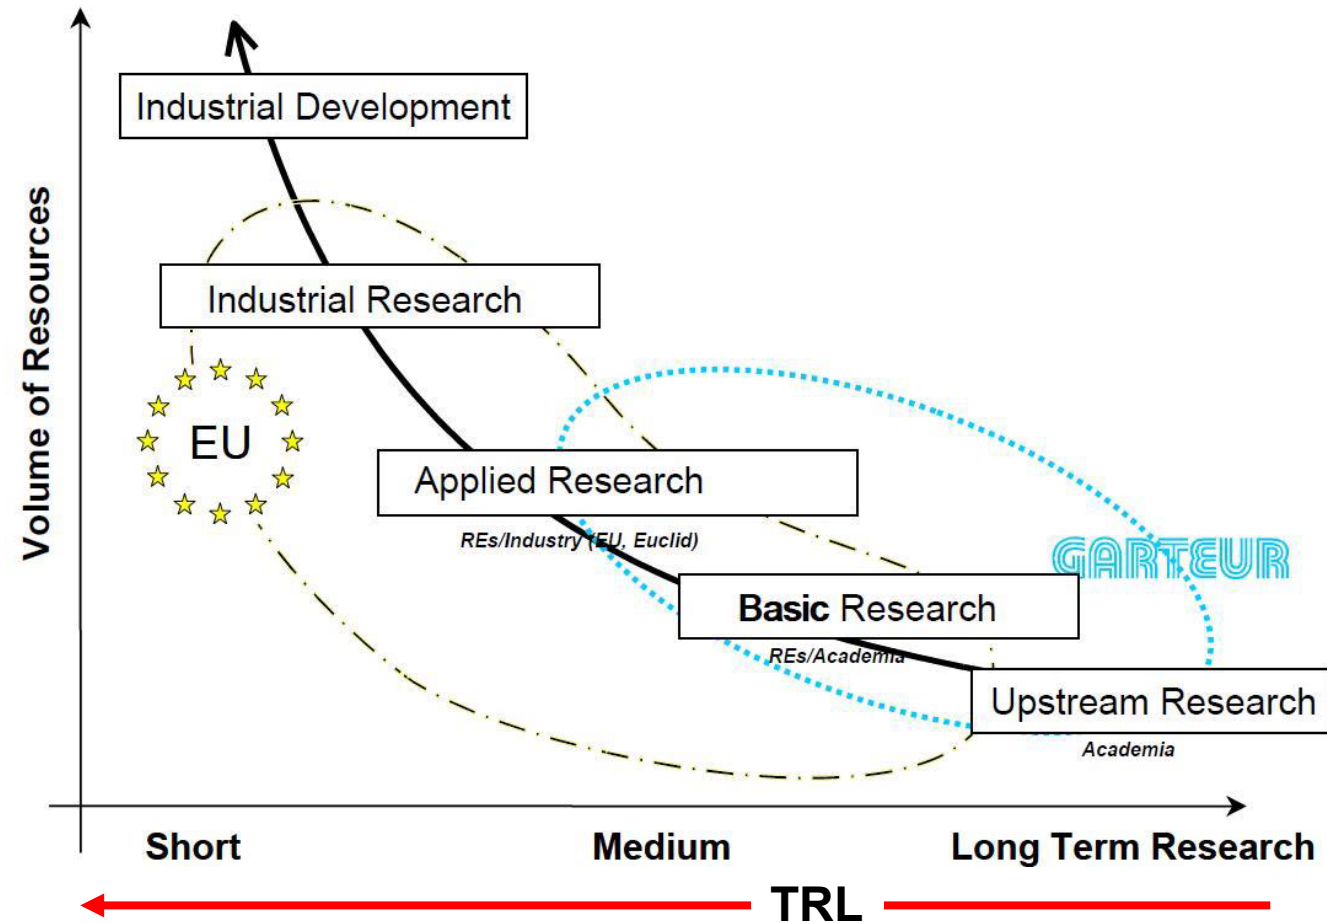 Industrial Development
Volume of Resources
Industrial Research
EU
Applied Research
REs/Industry (EU, Euclid)
GARTEUR
Basic Research
REs/Academia
Upstream Research
Academia
Short
Medium
Long Term Research
TRL